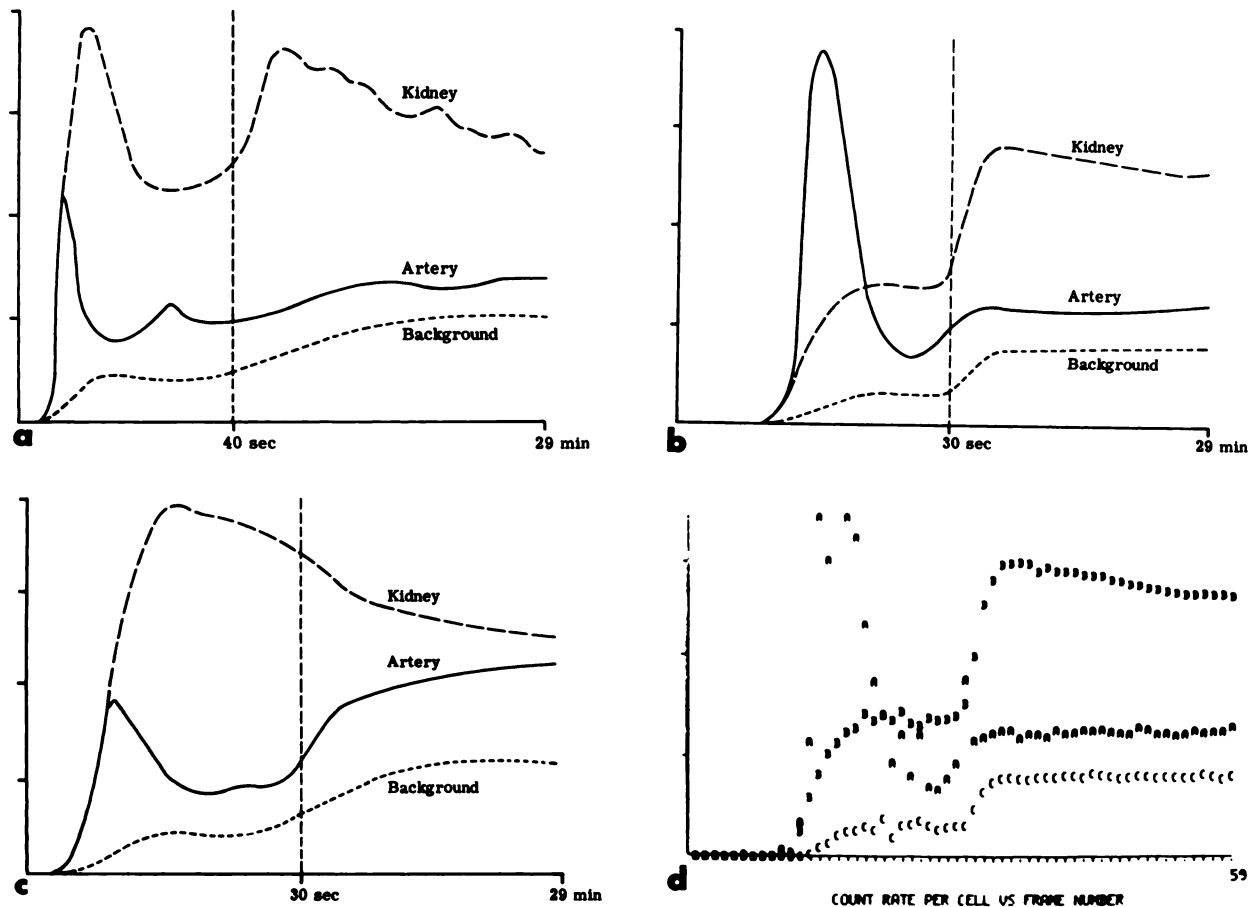 Kidney
Artery
Background
a
40 sec
29 min
Kidney
Artery
Background
b
30 sec
29 min
Kidney
Artery
Background
c
30 sec
29 min
d
59
COUNT RATE PER CELL VS FRAME NUMBER